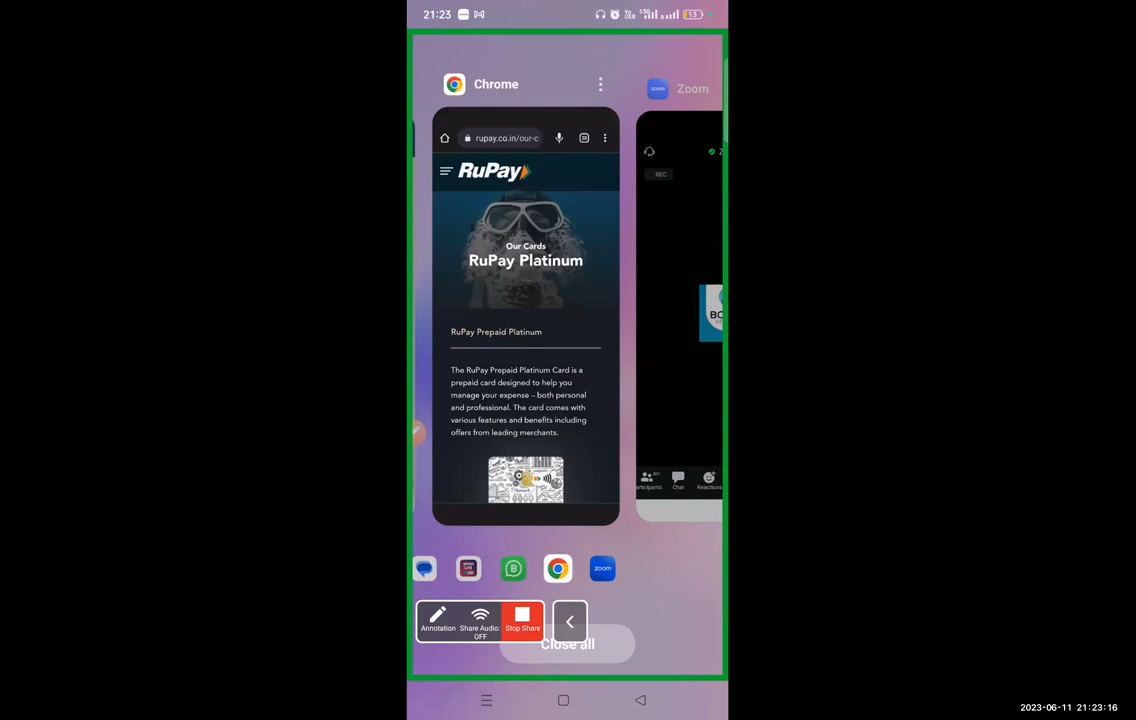 21:23
13
Chrome
Zoom
rupay.co.in/our-c
20
RuPay
REC
Our Cards
RuPay Platinum
RuPay Prepaid Platinum
The RuPay Prepaid Platinum Card is a
prepaid card designed to help you
manage your expense – both personal
and professional. The card comes with
various features and benefits including
offers from leading merchants.
Chat
Reactions
zoom
Annotation
Share Audio:
OFF
Stop Share
Close all
2023-06-11 21:23:16